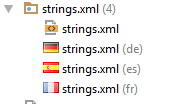 strings.xml (4)
strings.xml
strings.xml (de)
strings.xml (es)
strings.xml (fr)